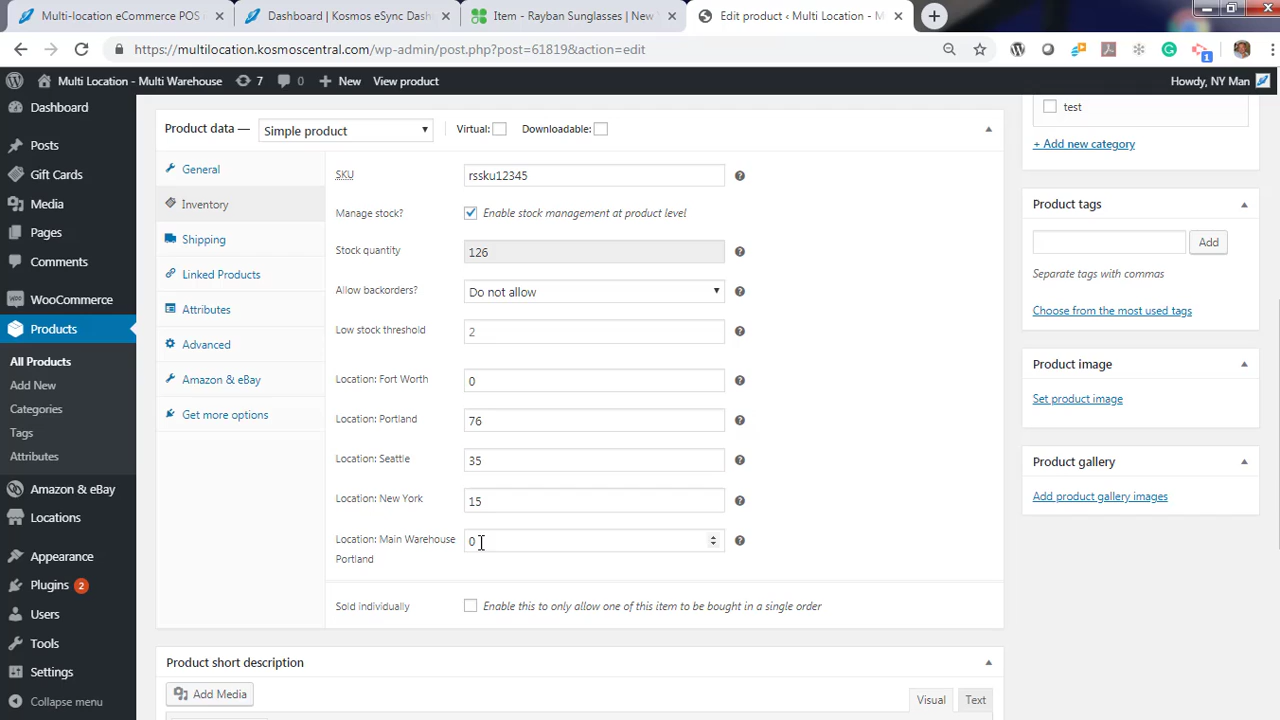 Multi-location eCommerce POS
Dashboard | Kosmos eSync Dashb
Item | Rayban Sunglasses | New
Edit product ‹ Multi Location - M
https://multilocation.kosmoscentral.com/wp-admin/post.php?post=61819&action=edit
1
Multi Location - Multi Warehouse
7
0
New
View product
Howdy, NY Man
Dashboard
Posts
Gift Cards
Media
Pages
Comments
WooCommerce
Products
All Products
Add New
Categories
Tags
Attributes
Amazon & eBay
Locations
Appearance
Plugins 2
Users
Tools
Settings
Collapse menu
Product data — Simple product
Virtual:
Downloadable:
General
Inventory
Shipping
Linked Products
Attributes
Advanced
Amazon & eBay
Get more options
SKU rssku12345
Manage stock? Enable stock management at product level
Stock quantity 126
Allow backorders? Do not allow
Low stock threshold 2
Location: Fort Worth 0
Location: Portland 76
Location: Seattle 35
Location: New York 15
Location: Main Warehouse
Portland
0
Sold individually Enable this to only allow one of this item to be bought in a single order
Product short description
Add Media
Visual
Text
test
+ Add new category
Product tags
Add
Separate tags with commas
Choose from the most used tags
Product image
Set product image
Product gallery
Add product gallery images